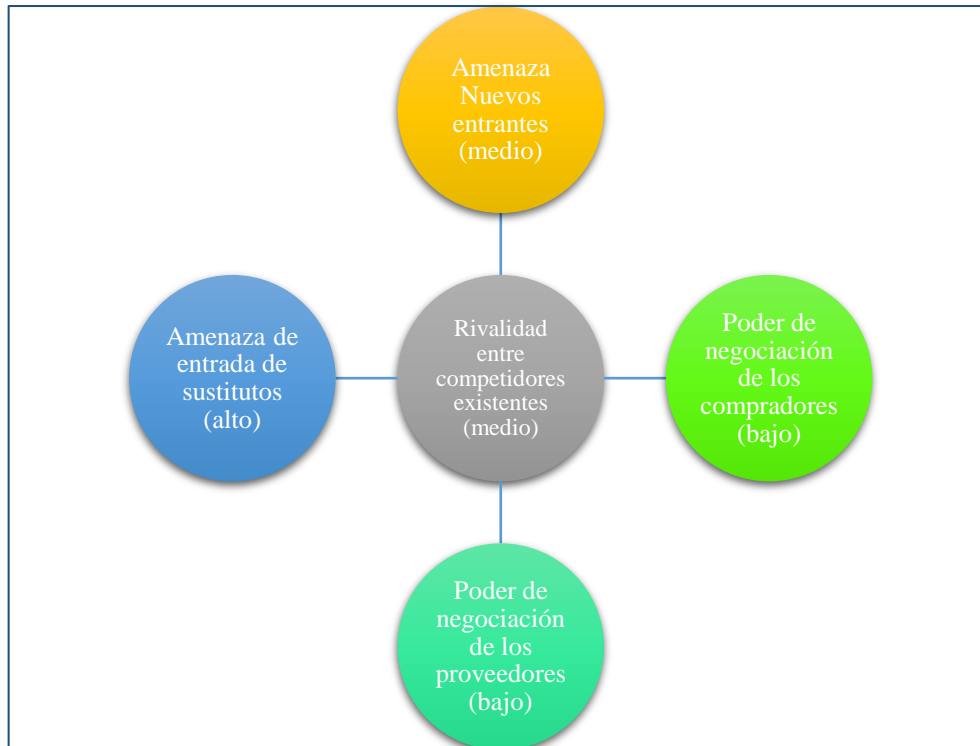 Amenaza
Nuevos
entrantes
(medio)
Amenaza de
entrada de
sustitutos
(alto)
Rivalidad
entre
competidores
existentes
(medio)
Poder de
negociación
de los
compradores
(bajo)
Poder de
negociación
de los
proveedores
(bajo)